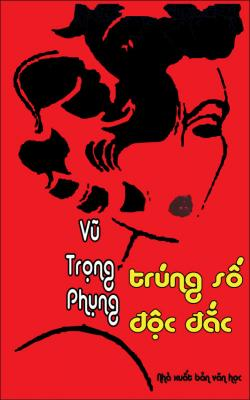 Vũ
Trọng
Phụng
trúng số
độc đắc
Nhà xuất bản văn học